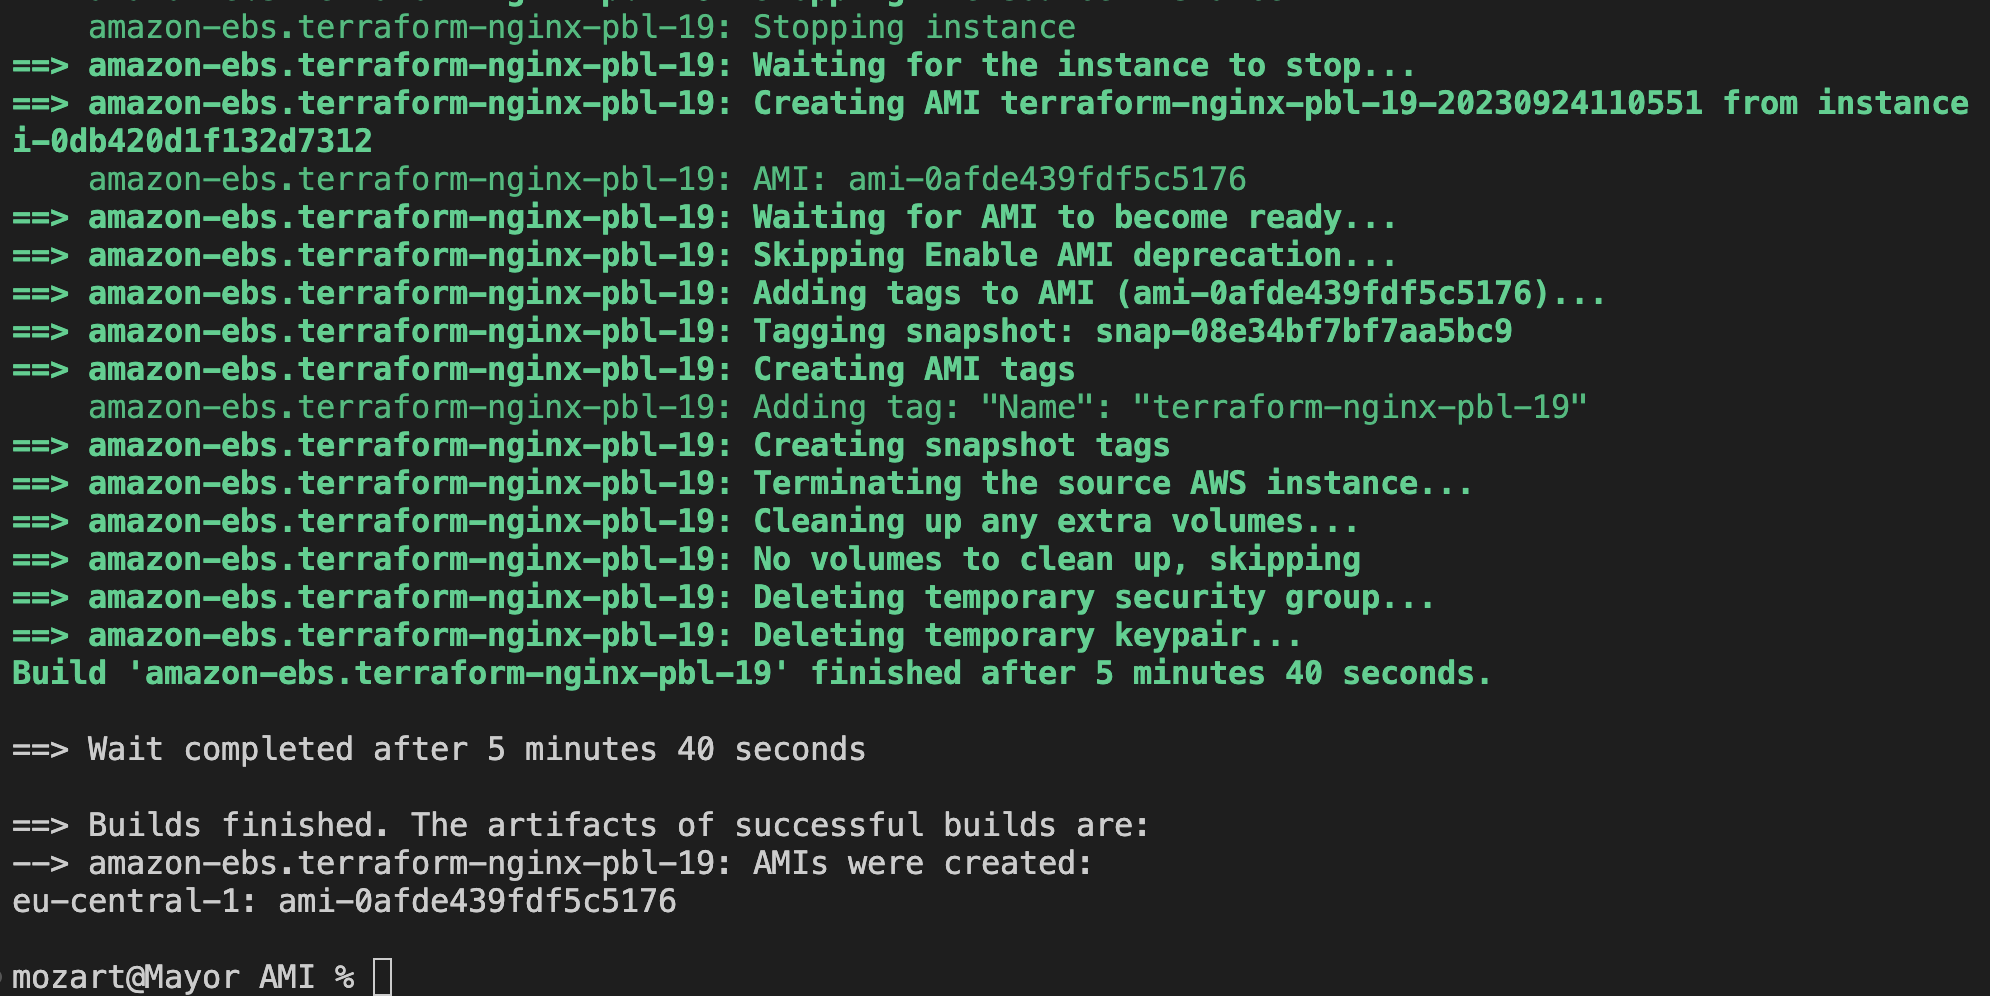 amazon-ebs.terraform-nginx-pbl-19: Stopping instance
==> amazon-ebs.terraform-nginx-pbl-19: Waiting for the instance to stop...
==> amazon-ebs.terraform-nginx-pbl-19: Creating AMI terraform-nginx-pbl-19-20230924110551 from instance
i-0db420d1f132d7312
amazon-ebs.terraform-nginx-pbl-19: AMI: ami-0afde439fdf5c5176
==> amazon-ebs.terraform-nginx-pbl-19: Waiting for AMI to become ready...
==> amazon-ebs.terraform-nginx-pbl-19: Skipping Enable AMI deprecation...
==> amazon-ebs.terraform-nginx-pbl-19: Adding tags to AMI (ami-0afde439fdf5c5176)...
==> amazon-ebs.terraform-nginx-pbl-19: Tagging snapshot: snap-08e34bf7bf7aa5bc9
==> amazon-ebs.terraform-nginx-pbl-19: Creating AMI tags
amazon-ebs.terraform-nginx-pbl-19: Adding tag: "Name": "terraform-nginx-pbl-19"
==> amazon-ebs.terraform-nginx-pbl-19: Creating snapshot tags
==> amazon-ebs.terraform-nginx-pbl-19: Terminating the source AWS instance...
==> amazon-ebs.terraform-nginx-pbl-19: Cleaning up any extra volumes...
==> amazon-ebs.terraform-nginx-pbl-19: No volumes to clean up, skipping
==> amazon-ebs.terraform-nginx-pbl-19: Deleting temporary security group...
==> amazon-ebs.terraform-nginx-pbl-19: Deleting temporary keypair...
Build 'amazon-ebs.terraform-nginx-pbl-19' finished after 5 minutes 40 seconds.
==> Wait completed after 5 minutes 40 seconds
==> Builds finished. The artifacts of successful builds are:
--> amazon-ebs.terraform-nginx-pbl-19: AMIs were created:
eu-central-1: ami-0afde439fdf5c5176
mozart@Mayor AMI %